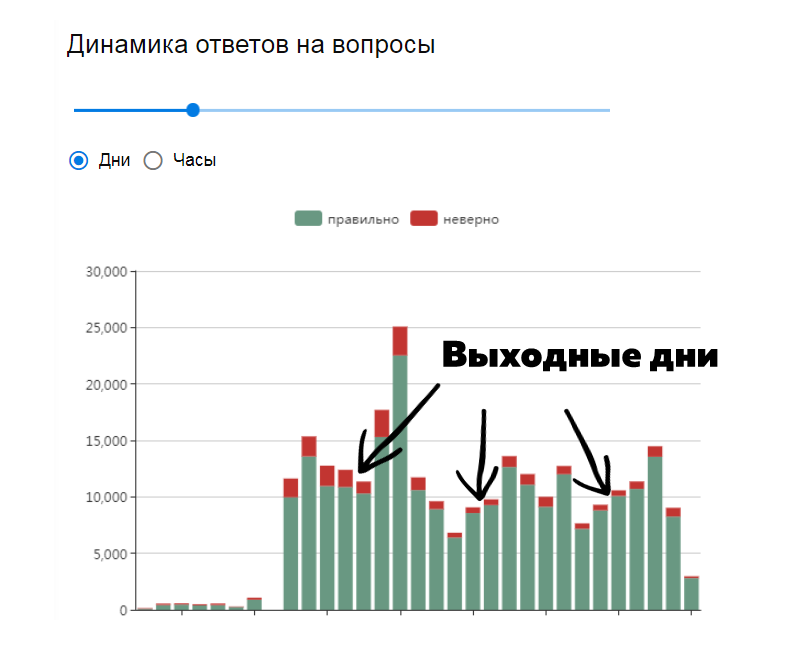 Динамика ответов на вопросы
Дни Часы
правильно неверно
30,000
25,000
Выходные дни
20,000
15,000
10,000
5,000
0